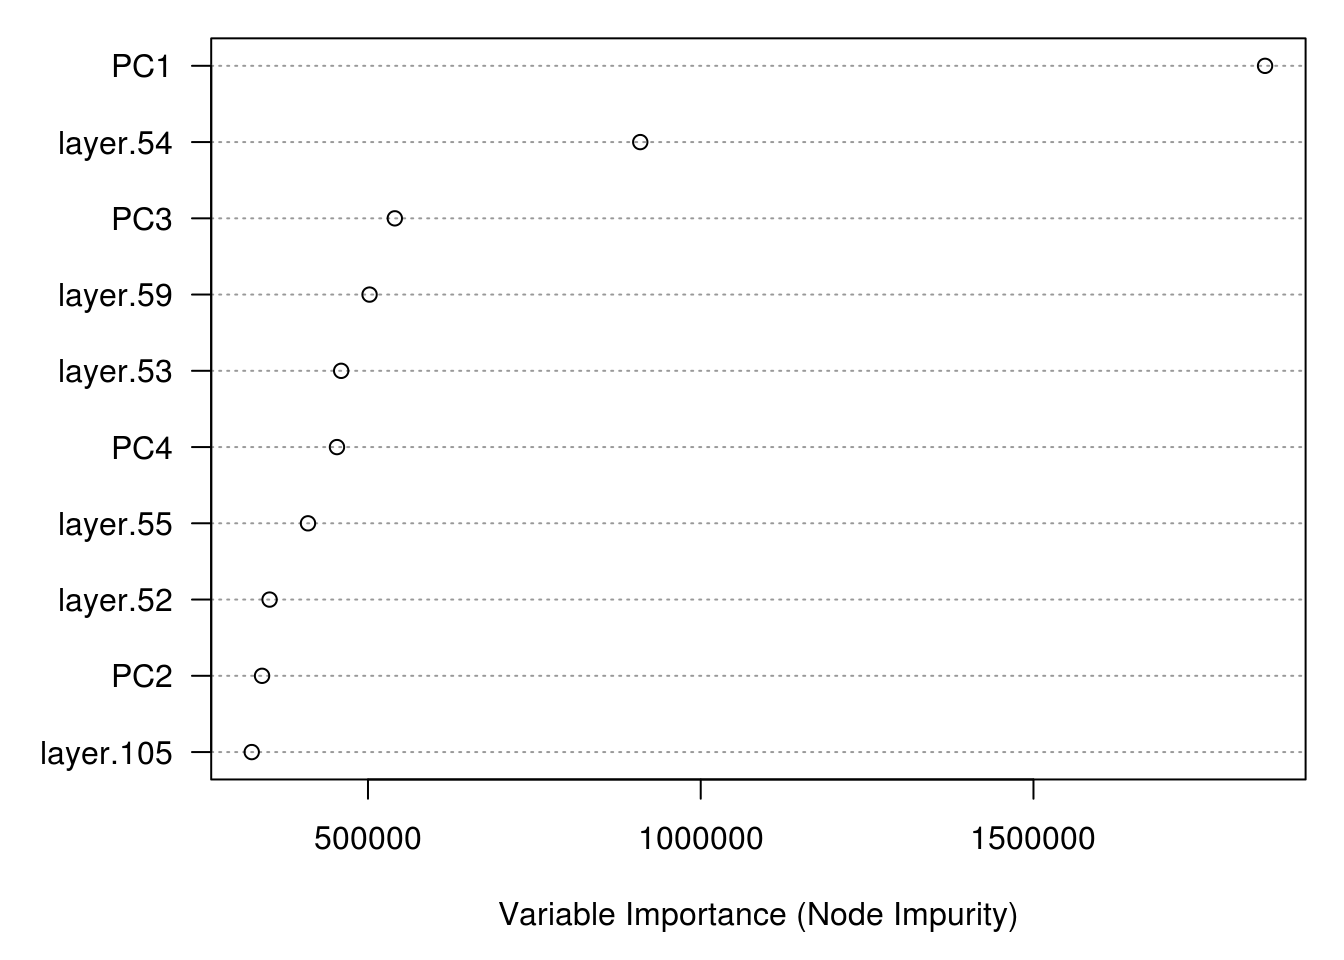 PC1
layer.54
PC3
layer.59
layer.53
PC4
layer.55
layer.52
PC2
layer.105
500000 1000000 1500000
Variable Importance (Node Impurity)